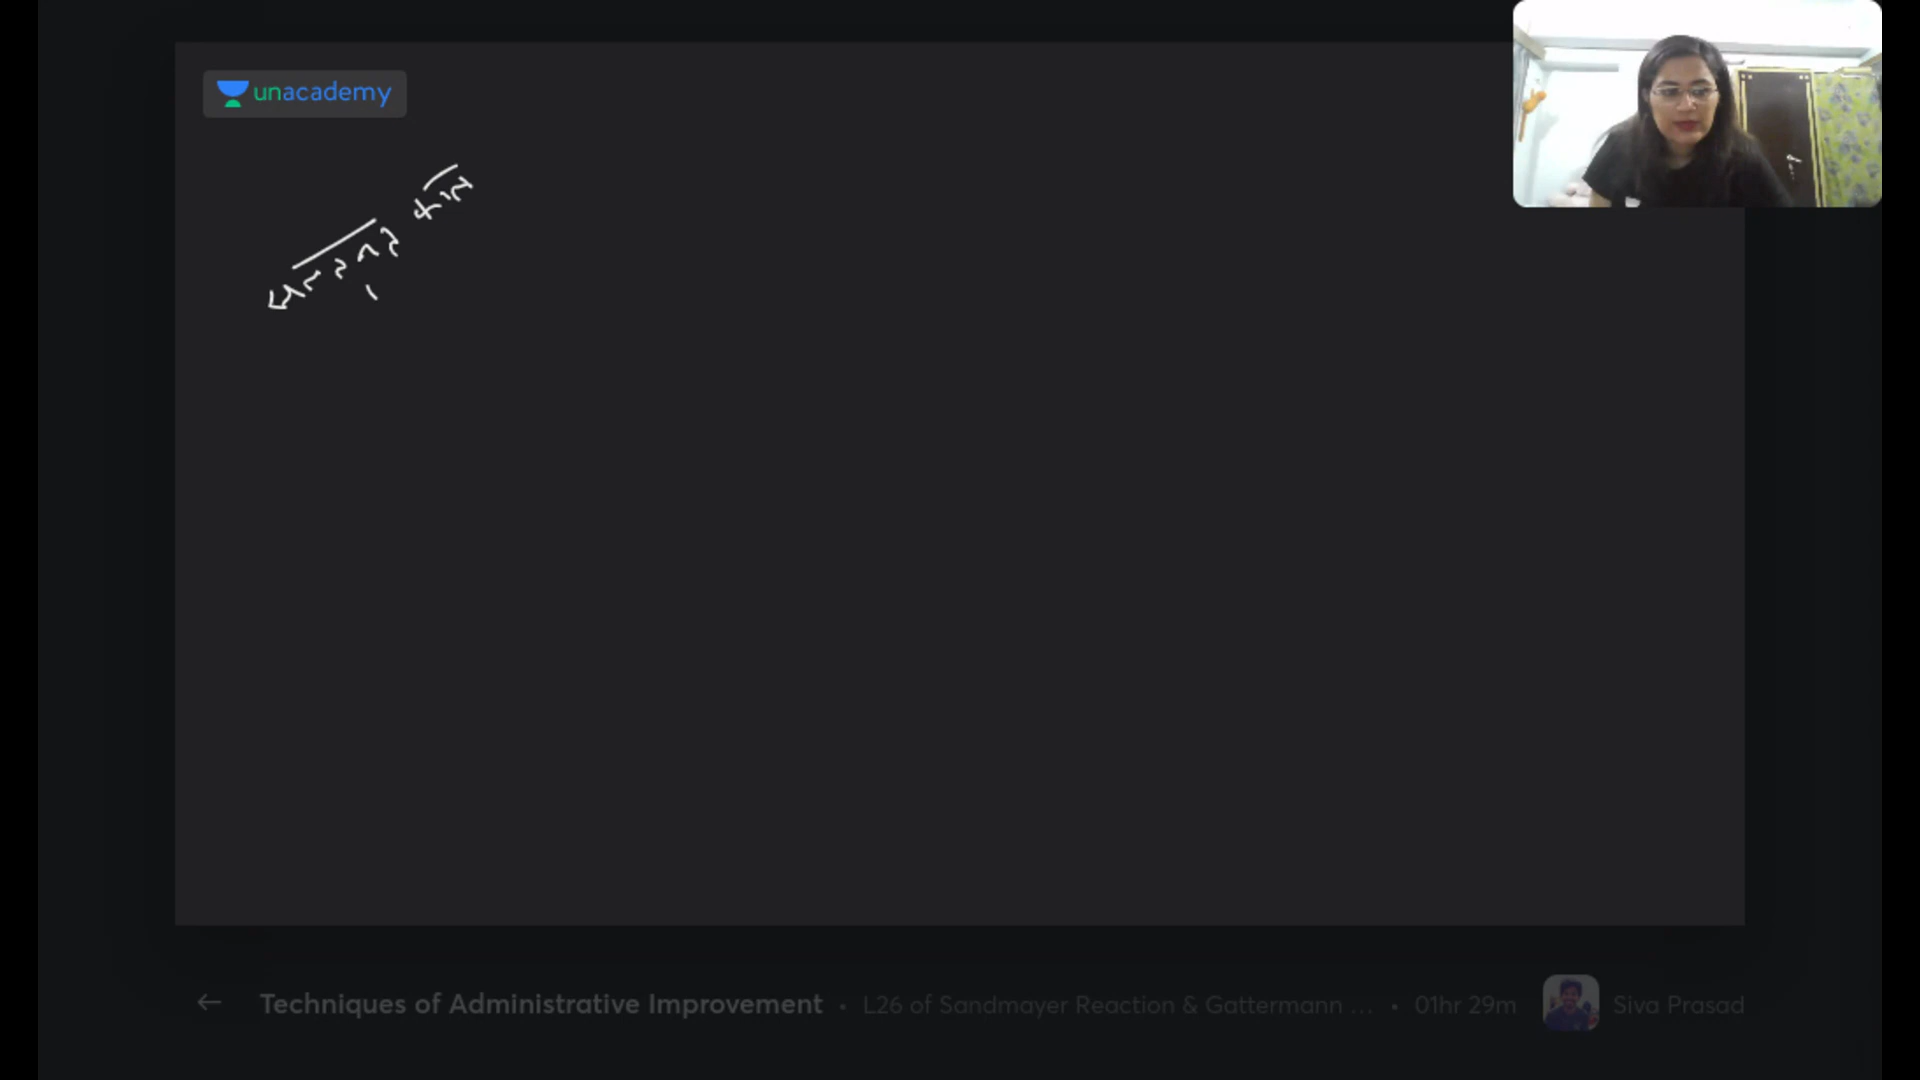 unacademy
Techniques of Administrative Improvement • L26 of Sandmayer Reaction & Gattermann ... • 01hr 29m Siva Prasad